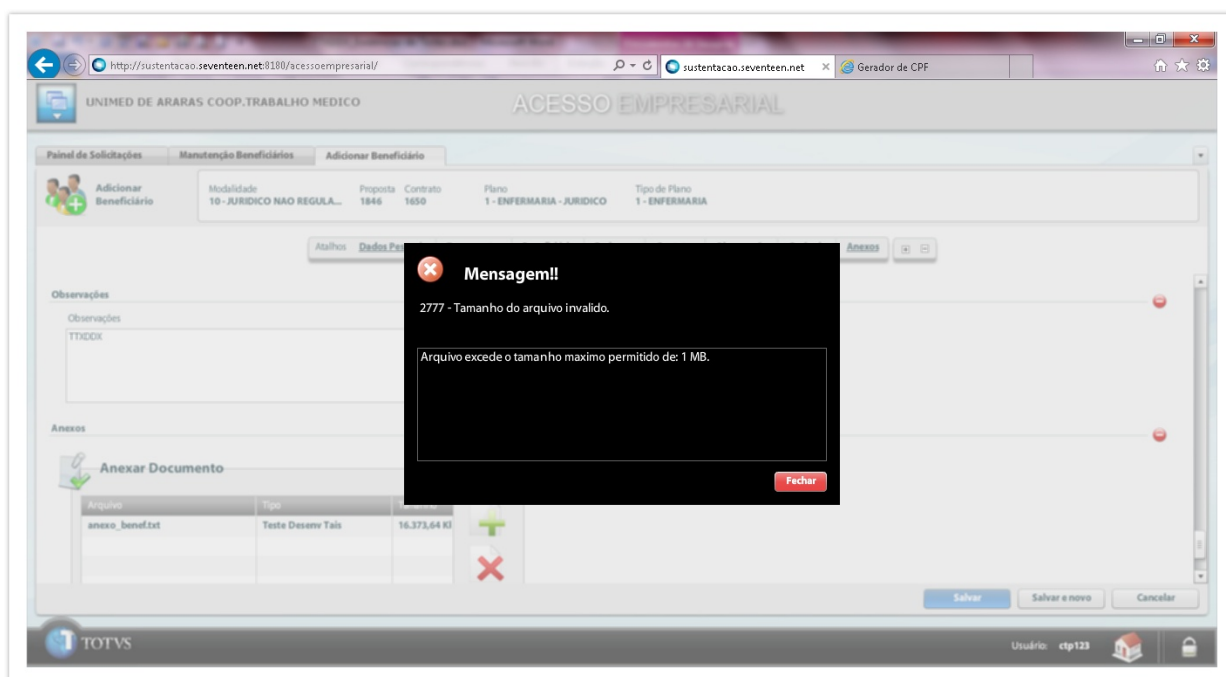 http://sustentacao.seventeen.net:8180/acessoempresarial/
sustentacao.seventeen.net
Gerador de CPF
UNIMED DE ARARAS COOP.TRABALHO MEDICO
ACESSO EMPRESARIAL
Painel de Solicitações
Manutenção Beneficiários
Adicionar Beneficiário
Adicionar
Beneficiário
Modalidade
Proposta
Contrato
Plano
Tipo de Plano
10 - JURIDICO NAO REGULA...
1846
1650
1 - ENFERMARIA - JURIDICO
1 - ENFERMARIA
Atalhos
Dados
Anexos
Mensagem!!
2777 - Tamanho do arquivo invalido.
Arquivo excede o tamanho maximo permitido de: 1 MB.
Fechar
Observações
Observações
TTXDDX
Anexos
Anexar Documento
Arquivo
Tipo
anexo_benef.txt
Teste Desenv Tais
16.373,64 KB
Salvar
Salvar e novo
Cancelar
TOTVS
Usuário: ctp123